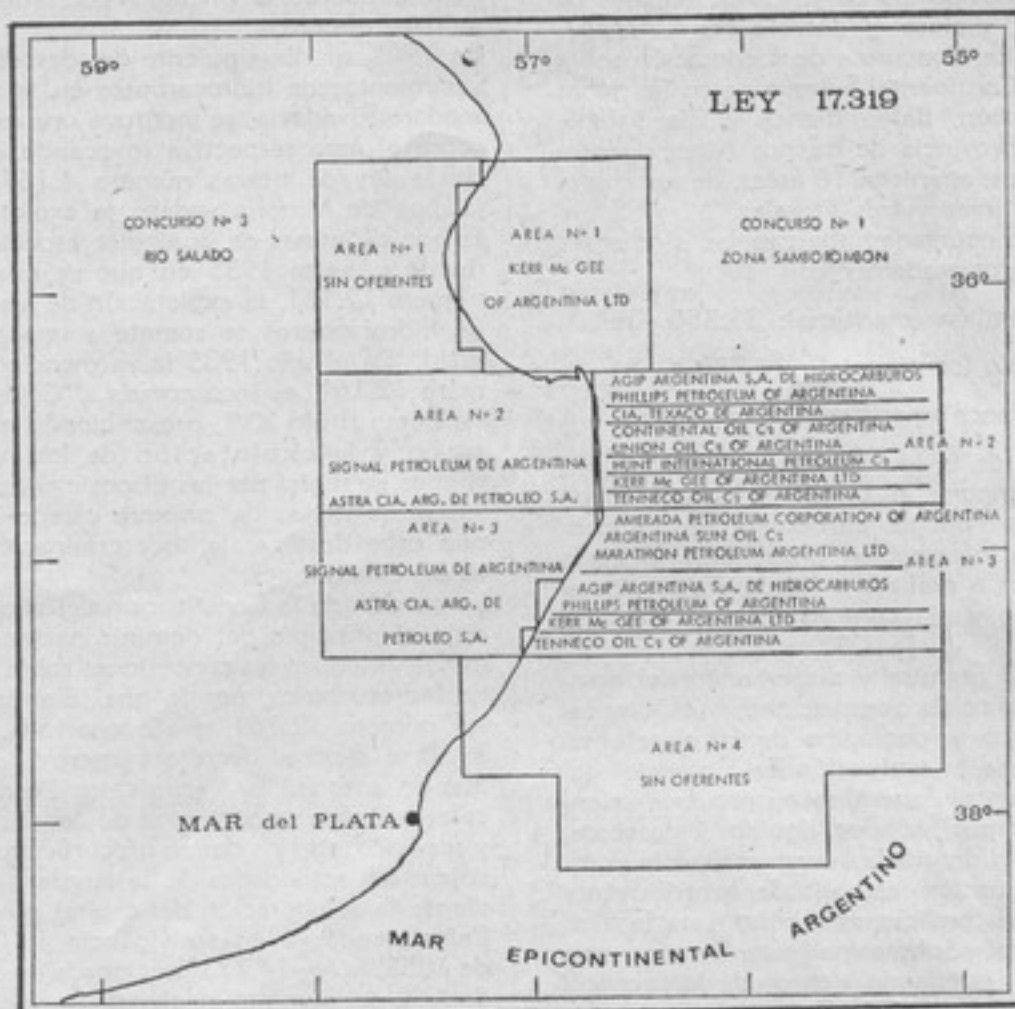 59º
57º
55º
LEY 17.319
CONCURSO Nº 3
RIO SALADO
AREA Nº 1
SIN OFERENTES
AREA Nº 1
KERR Mc GEE
OF ARGENTINA LTD
CONCURSO Nº 1
ZONA SAMBOROMBON
36º
AREA Nº 2
SIGNAL PETROLEUM DE ARGENTINA
ASTRA CIA. ARG. DE PETROLEO S.A.
AGIP ARGENTINA S.A. DE HIDROCARBUROS
PHILLIPS PETROLEUM OF ARGENTINA
CIA. TEXACO DE ARGENTINA
CONTINENTAL OIL Cs OF ARGENTINA
UNION OIL Cs OF ARGENTINA
HUNT INTERNATIONAL PETROLEUM Cs
KERR Mc GEE OF ARGENTINA LTD
TENNECO OIL Cs OF ARGENTINA
AREA Nº 2
AREA Nº 3
SIGNAL PETROLEUM DE ARGENTINA
ASTRA CIA. ARG. DE
PETROLEO S.A.
AMERADA PETROLEUM CORPORATION OF ARGENTINA
ARGENTINA SUN OIL Cs
MARATHON PETROLEUM ARGENTINA LTD
AREA Nº 3
AGIP ARGENTINA S.A. DE HIDROCARBUROS
PHILLIPS PETROLEUM OF ARGENTINA
KERR Mc GEE OF ARGENTINA LTD
TENNECO OIL Cs OF ARGENTINA
AREA Nº 4
SIN OFERENTES
38º
MAR del PLATA
MAR EPICONTINENTAL ARGENTINO